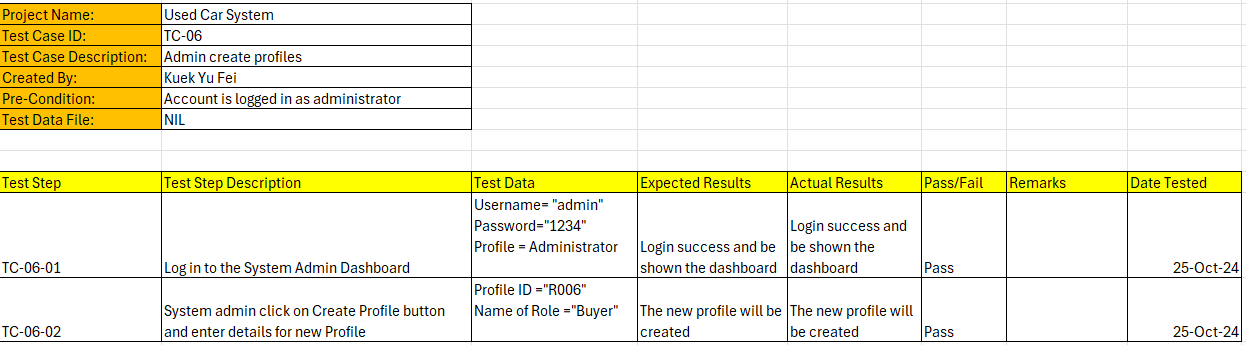 Project Name: Used Car System
Test Case ID: TC-06
Test Case Description: Admin create profiles
Created By: Kuek Yu Fei
Pre-Condition: Account is logged in as administrator
Test Data File: NIL
Test Step Test Step Description Test Data Expected Results Actual Results Pass/Fail Remarks Date Tested
TC-06-01
Log in to the System Admin Dashboard
Username= "admin"
Password="1234"
Profile = Administrator
Login success and be
shown the dashboard
Login success and
be shown the
dashboard
Pass
25-Oct-24
TC-06-02
System admin click on Create Profile button
and enter details for new Profile
Profile ID ="R006"
Name of Role ="Buyer"
The new profile will be
created
The new profile will
be created
Pass
25-Oct-24